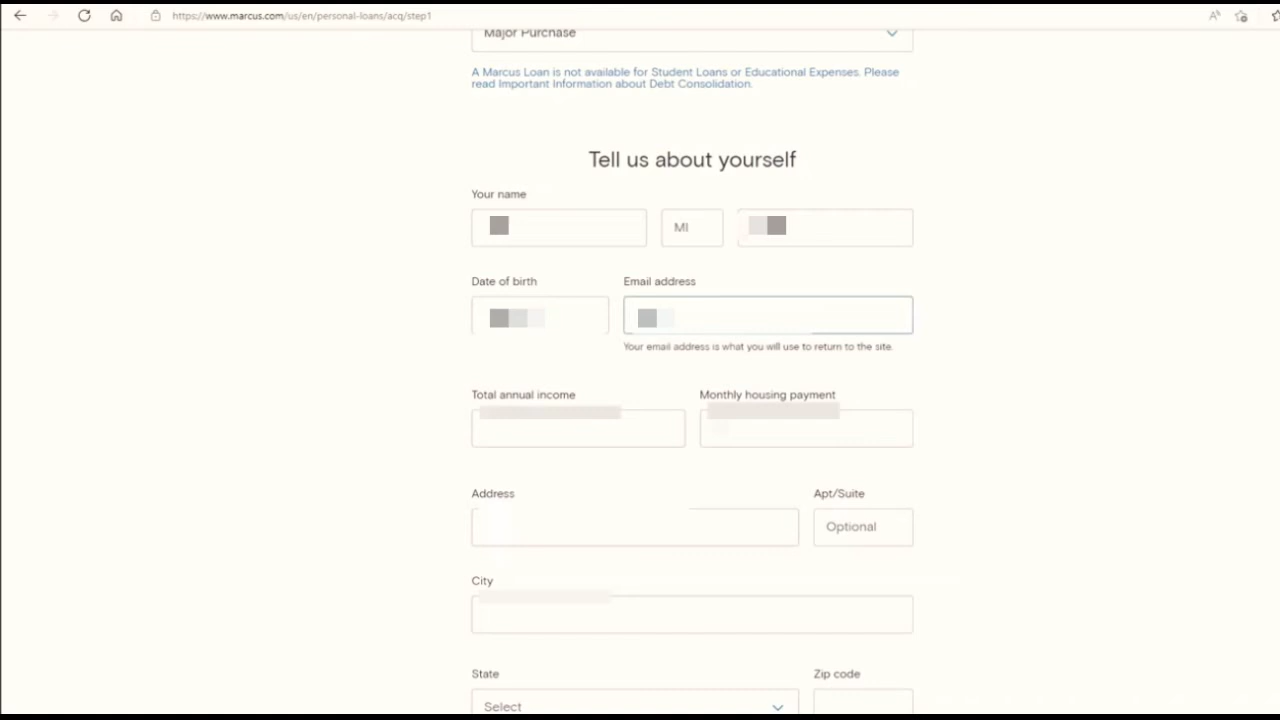 https://www.marcus.com/us/en/personal-loans/acq/step1
Major Purchase
A Marcus Loan is not available for Student Loans or Educational Expenses. Please
read Important Information about Debt Consolidation.
Tell us about yourself
Your name
MI
Date of birth
Email address
Your email address is what you will use to return to the site.
Total annual income
Monthly housing payment
Address
Apt/Suite
Optional
City
State
Zip code
Select